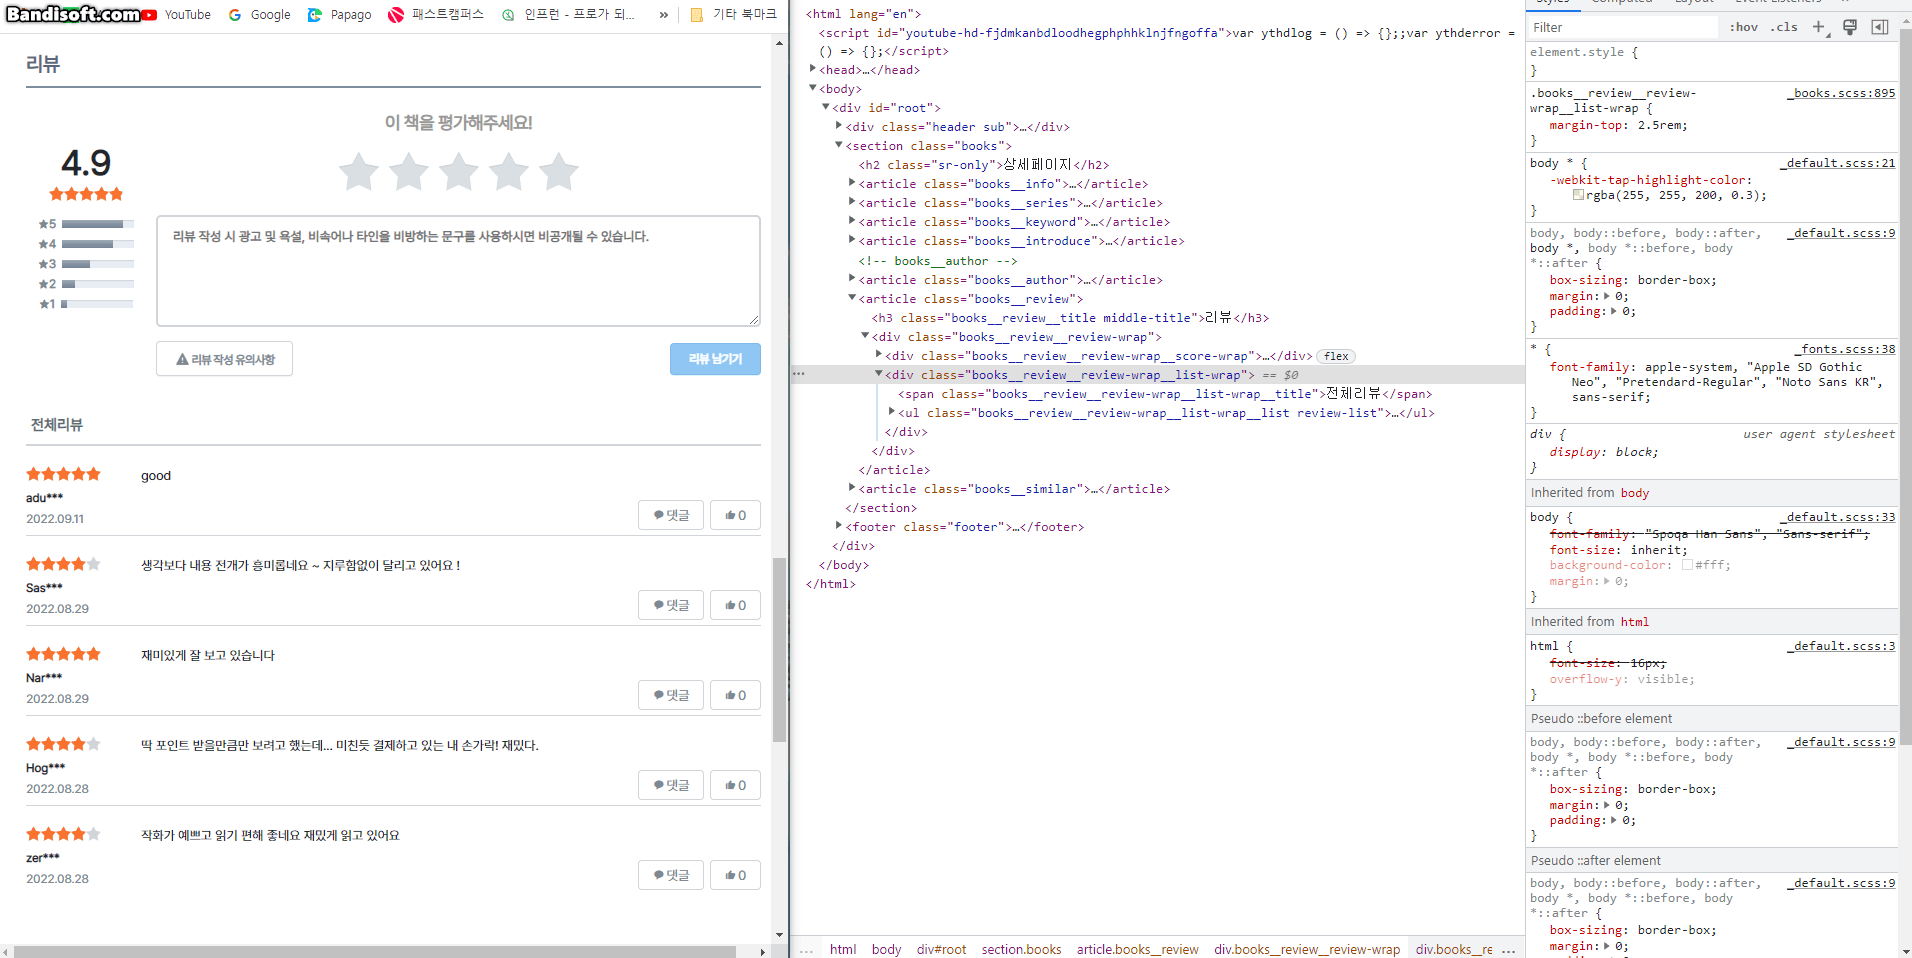 Bandisoft.com
YouTube
Google
Papago
패스트캠퍼스
인프런 - 프로가 되...
»
기타 북마크
리뷰
이 책을 평가해주세요!
4.9
★5
★4
★3
★2
★1
리뷰 작성 시 광고 및 욕설, 비속어나 타인을 비방하는 문구를 사용하시면 비공개될 수 있습니다.
리뷰 작성 유의사항
리뷰 남기기
전체리뷰
good
adu***
2022.09.11
댓글
0
생각보다 내용 전개가 흥미롭네요 ~ 지루함없이 달리고 있어요 !
Sas***
2022.08.29
댓글
0
재미있게 잘 보고 있습니다
Nar***
2022.08.29
댓글
0
딱 포인트 받을만큼만 보려고 했는데... 미친듯 결제하고 있는 내 손가락! 재밌다.
Hog***
2022.08.28
댓글
0
작화가 예쁘고 읽기 편해 좋네요 재밌게 읽고 있어요
zer***
2022.08.28
댓글
0
<html lang="en">
<script id="youtube-hd-fjdmkanbdloodhegphphhklnjfngoffa">var ythdlog = () => {};;var ythderror =
() => {};</script>
<head>…</head>
<body>
<div id="root">
<div class="header sub">…</div>
<section class="books">
<h2 class="sr-only">상세페이지</h2>
<article class="books__info">…</article>
<article class="books__series">…</article>
<article class="books__keyword">…</article>
<article class="books__introduce">…</article>
<!-- books__author -->
<article class="books__author">…</article>
<article class="books__review">
<h3 class="books__review__title middle-title">리뷰</h3>
<div class="books__review__review-wrap">
<div class="books__review__review-wrap__score-wrap">…</div> flex
<div class="books__review__review-wrap__list-wrap"> == $0
<span class="books__review__review-wrap__list-wrap__title">전체리뷰</span>
<ul class="books__review__review-wrap__list-wrap__list review-list">…</ul>
</div>
</div>
</article>
<article class="books__similar">…</article>
</section>
<footer class="footer">…</footer>
</div>
</body>
</html>
... html body div#root section.books article.books__review div.books__review__review-wrap div.books__re ...
Styles Computed Layout Event Listeners
Filter :hov .cls +
element.style {
}
.books__review__review- _books.scss:895
wrap__list-wrap {
margin-top: 2.5rem;
}
body * { _default.scss:21
-webkit-tap-highlight-color:
rgba(255, 255, 200, 0.3);
}
body, body::before, body::after, _default.scss:9
body *, body *::before, body
*::after {
box-sizing: border-box;
margin: 0;
padding: 0;
}
* { _fonts.scss:38
font-family: apple-system, "Apple SD Gothic
Neo", "Pretendard-Regular", "Noto Sans KR",
sans-serif;
}
div { user agent stylesheet
display: block;
}
Inherited from body
body { _default.scss:33
font-family: "Spoqa Han Sans", "Sans-serif";
font-size: inherit;
background-color: #fff;
margin: 0;
}
Inherited from html
html { _default.scss:3
font-size: 16px;
overflow-y: visible;
}
Pseudo ::before element
body, body::before, body::after, _default.scss:9
body *, body *::before, body
*::after {
box-sizing: border-box;
margin: 0;
padding: 0;
}
Pseudo ::after element
body, body::before, body::after, _default.scss:9
body *, body *::before, body
*::after {
box-sizing: border-box;
margin: 0;